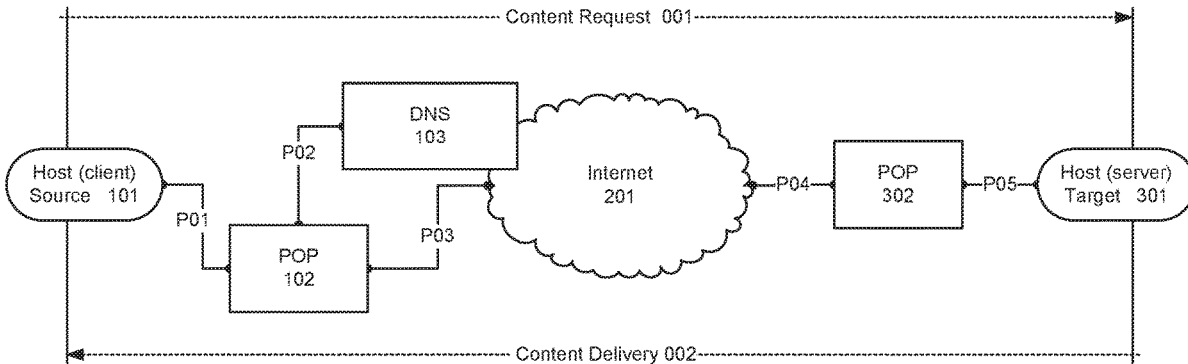 Content Request 001
DNS
103
P02
Host (client)
Source 101
P01
POP
102
P03
Internet
201
P04
POP
302
P05
Host (server)
Target 301
Content Delivery 002